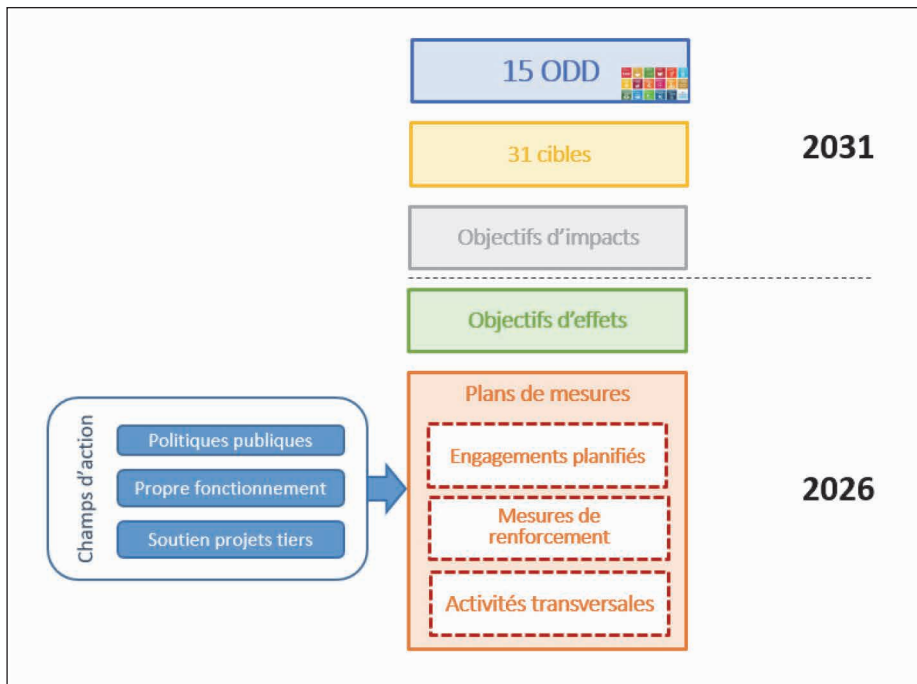 15 ODD
31 cibles
2031
Objectifs d'impacts
Objectifs d'effets
Plans de mesures
Engagements planifiés
Mesures de
renforcement
Activités transversales
2026
Champs d'action
Politiques publiques
Propre fonctionnement
Soutien projets tiers